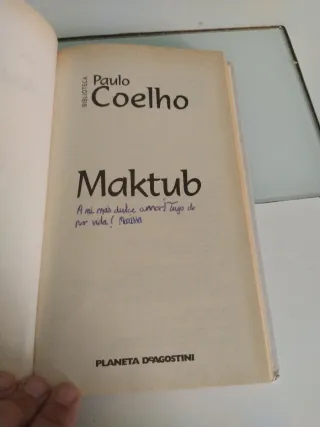 BIBLIOTECA
Paulo
Coelho
Maktub
A mi más dulce amor! Tuyo de
por vida!
PLANETA DEAGOSTINI